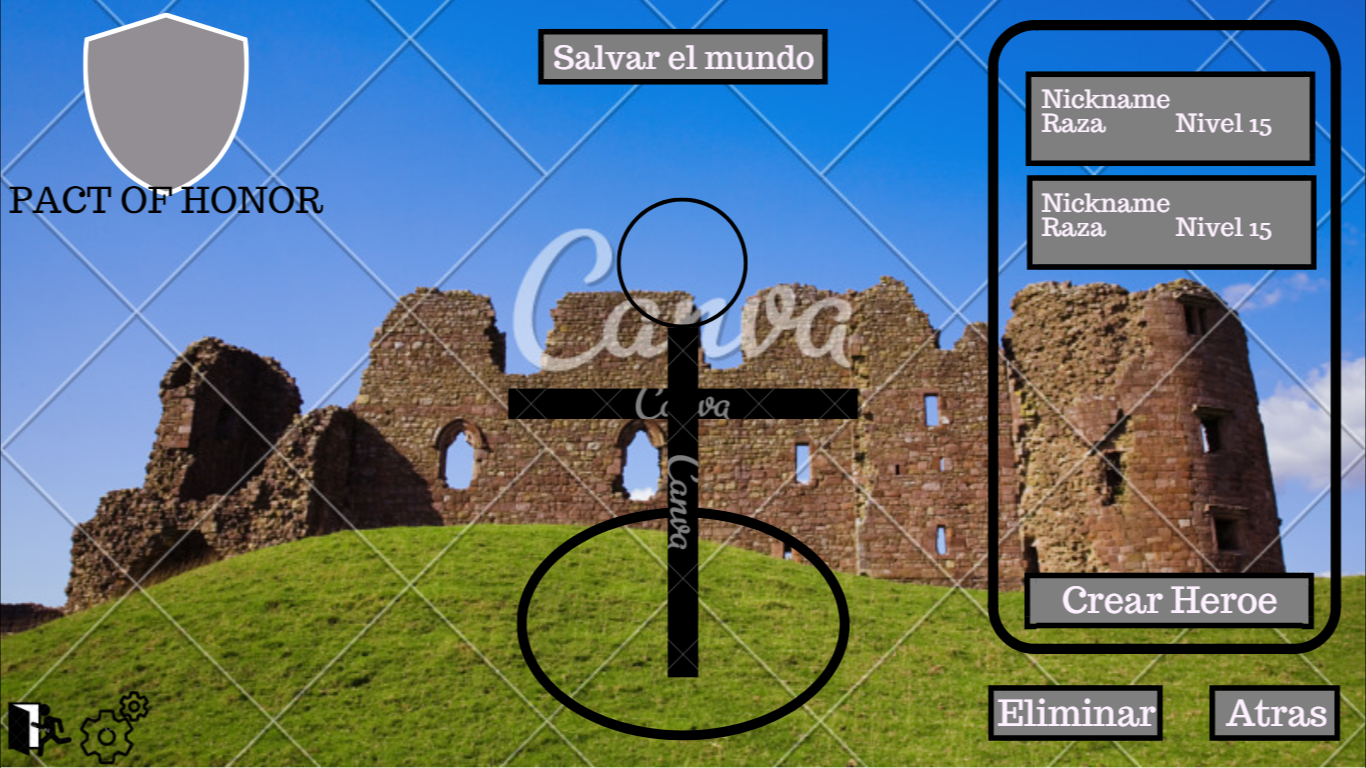 Salvar el mundo
PACT OF HONOR
Nickname
Raza Nivel 15
Nickname
Raza Nivel 15
Canva
Canva
Canva
Crear Heroe
Eliminar
Atras